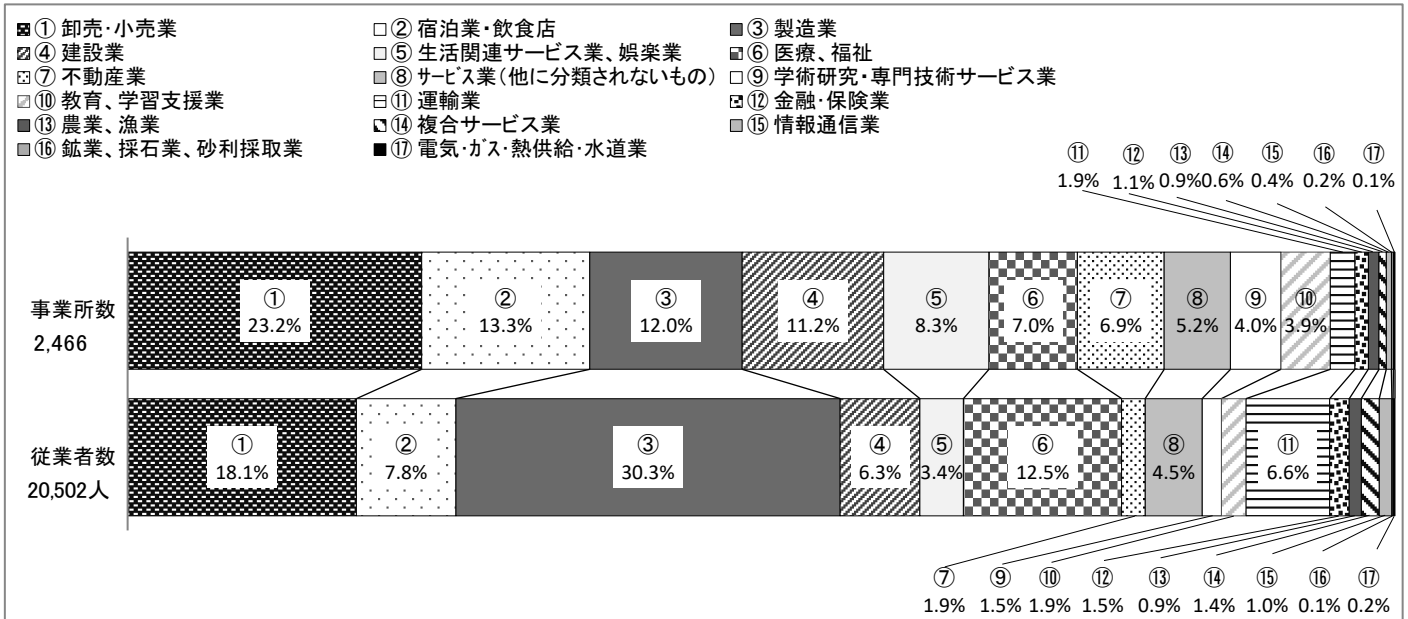 ① 卸売・小売業 ② 宿泊業・飲食店 ③ 製造業
④ 建設業 ⑤ 生活関連サービス業、娯楽業 ⑥ 医療、福祉
⑦ 不動産業 ⑧ サービス業（他に分類されないもの） ⑨ 学術研究・専門技術サービス業
⑩ 教育、学習支援業 ⑪ 運輸業 ⑫ 金融・保険業
⑬ 農業、漁業 ⑭ 複合サービス業 ⑮ 情報通信業
⑯ 鉱業、採石業、砂利採取業 ⑰ 電気・ガス・熱供給・水道業
⑪ ⑫ ⑬ ⑭ ⑮ ⑯ ⑰
1.9% 1.1% 0.9% 0.6% 0.4% 0.2% 0.1%
事業所数
2,466
① ② ③ ④ ⑤ ⑥ ⑦ ⑧ ⑨ ⑩
23.2% 13.3% 12.0% 11.2% 8.3% 7.0% 6.9% 5.2% 4.0% 3.9%
従業者数
20,502人
① ② ③ ④ ⑤ ⑥ ⑧ ⑪
18.1% 7.8% 30.3% 6.3% 3.4% 12.5% 4.5% 6.6%
⑦ ⑨ ⑩ ⑫ ⑬ ⑭ ⑮ ⑯ ⑰
1.9% 1.5% 1.9% 1.5% 0.9% 1.4% 1.0% 0.1% 0.2%